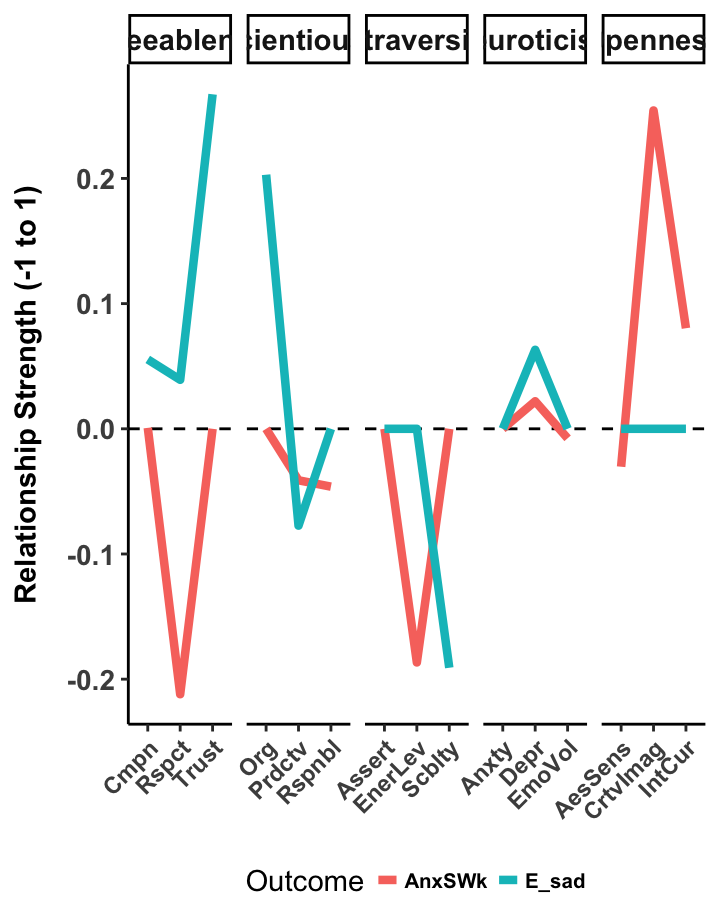 eeablen
cientiou
traversi
uroticis
pennes
Relationship Strength (-1 to 1)
0.2
0.1
0.0
-0.1
-0.2
Cmpn
Rspct
Trust
Org
Prdctv
Rspnbl
Assert
EnerLev
Scblty
Anxty
Depr
EmoVol
AesSens
CrtvImag
IntCur
Outcome AnxSWk E_sad